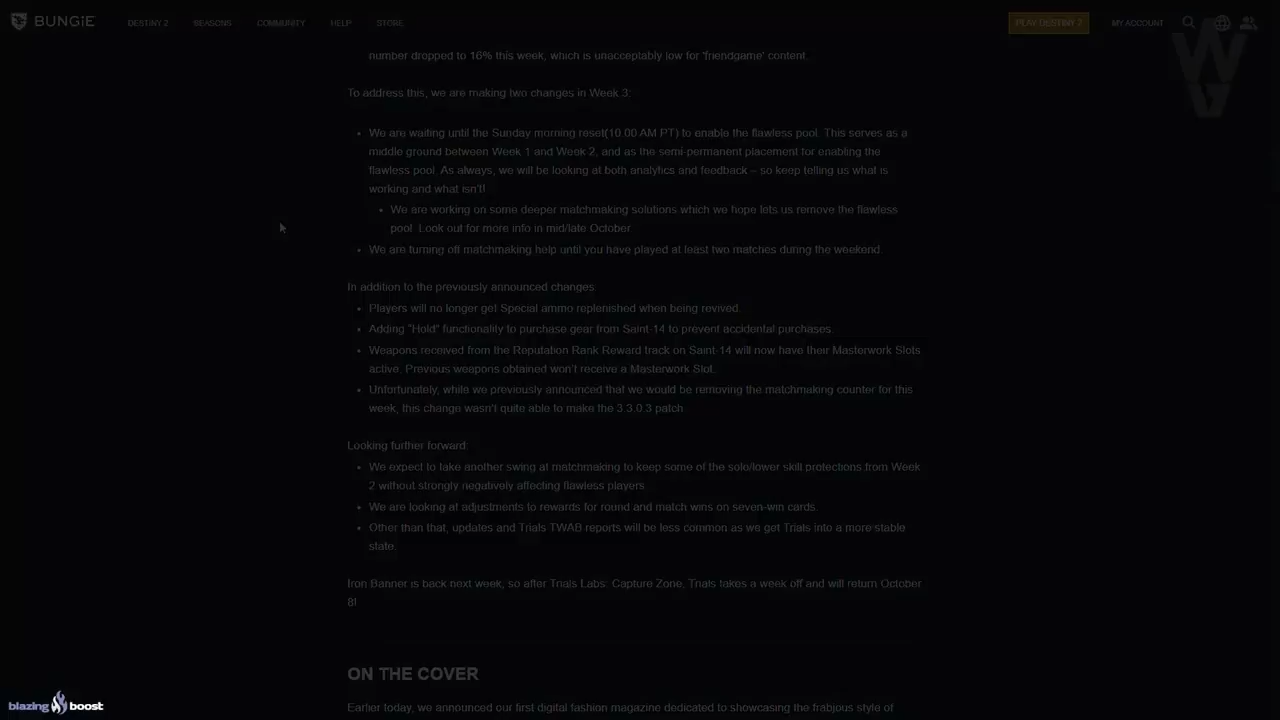 BUNGiE DESTINY 2 SEASONS COMMUNITY HELP STORE PLAY DESTINY 2 MY ACCOUNT
number dropped to 16% this week, which is unacceptably low for 'friendgame' content.
To address this, we are making two changes in Week 3:
We are waiting until the Sunday morning reset(10:00 AM PT) to enable the flawless pool. This serves as a
middle ground between Week 1 and Week 2, and as the semi-permanent placement for enabling the
flawless pool. As always, we will be looking at both analytics and feedback – so keep telling us what is
working and what isn't!
We are working on some deeper matchmaking solutions which we hope lets us remove the flawless
pool. Look out for more info in mid/late October.
We are turning off matchmaking help until you have played at least two matches during the weekend.
In addition to the previously announced changes:
Players will no longer get Special ammo replenished when being revived.
Adding "Hold" functionality to purchase gear from Saint-14 to prevent accidental purchases.
Weapons received from the Reputation Rank Reward track on Saint-14 will now have their Masterwork Slots
active. Previous weapons obtained won't receive a Masterwork Slot.
Unfortunately, while we previously announced that we would be removing the matchmaking counter for this
week, this change wasn't quite able to make the 3.3.0.3 patch
Looking further forward:
We expect to take another swing at matchmaking to keep some of the solo/lower skill protections from Week
2 without strongly negatively affecting flawless players.
We are looking at adjustments to rewards for round and match wins on seven-win cards.
Other than that, updates and Trials TWAB reports will be less common as we get Trials into a more stable
state.
Iron Banner is back next week, so after Trials Labs: Capture Zone, Trials takes a week off and will return October
8!
ON THE COVER
Earlier today, we announced our first digital fashion magazine dedicated to showcasing the frabjous style of
blazing boost